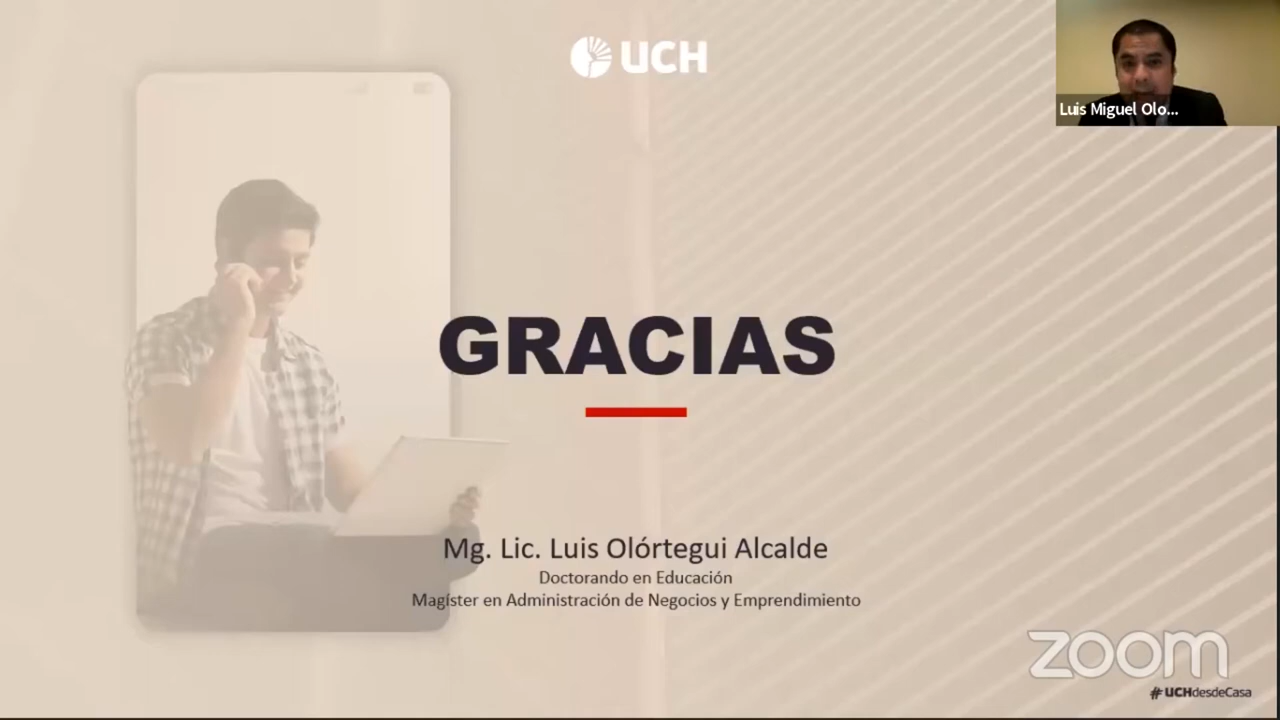 UCH
Luis Miguel Olo...
GRACIAS
Mg. Lic. Luis Olórtegui Alcalde
Doctorando en Educación
Magíster en Administración de Negocios y Emprendimiento
zoom
#UCHdesdeCasa